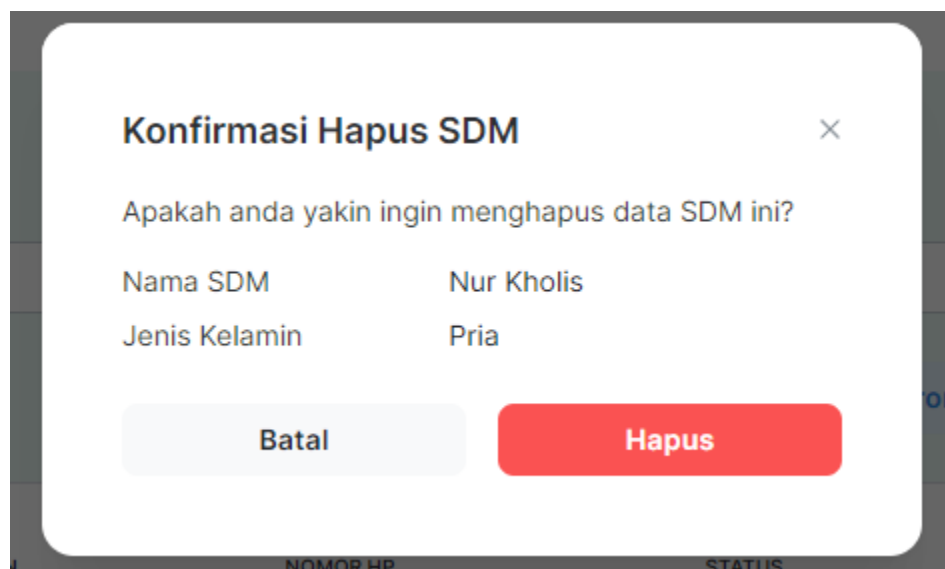 Konfirmasi Hapus SDM
Apakah anda yakin ingin menghapus data SDM ini?
Nama SDM Nur Kholis
Jenis Kelamin Pria
Batal Hapus
NOMOR HP STATUS